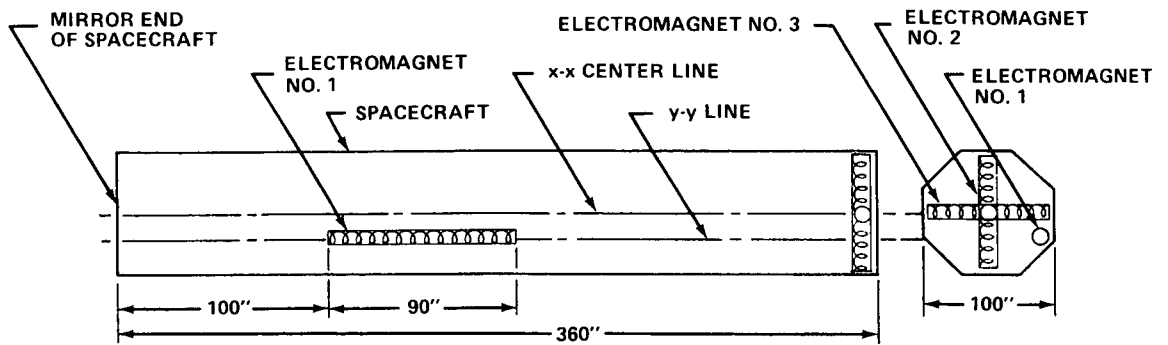 MIRROR END
OF SPACECRAFT
ELECTROMAGNET
NO. 1
SPACECRAFT
x-x CENTER LINE
y-y LINE
ELECTROMAGNET NO. 3
ELECTROMAGNET
NO. 2
ELECTROMAGNET
NO. 1
100"
90"
360"
100"